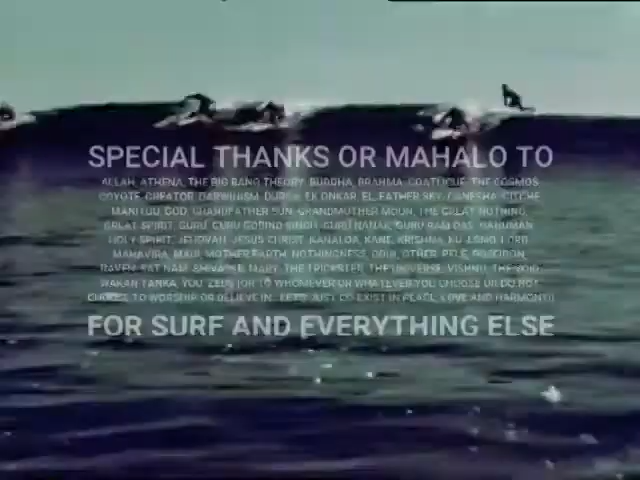 SPECIAL THANKS OR MAHALO TO
ALLAH, ATHENA, THE BIG BANG THEORY, BUDDHA, BRAHMA, COATLICUE, THE COSMOS
COYOTE, CREATOR, DARWINISM, DURGA, EK ONKAR, EL, FATHER SKY, GANESHA, GITCHE
MANITOU, GOD, GRANDFATHER SUN, GRANDMOTHER MOON, THE GREAT NOTHING,
GREAT SPIRIT, GURU, GURU GOBIND SINGH, GURU NANAK, GURU RAM DAS, HANUMAN
HOLY SPIRIT, JEHOVAH, JESUS CHRIST, KANALOA, KANE, KRISHNA, KU, LONO, LORD
MAHAVIRA, MAUI, MOTHER EARTH, NOTHINGNESS, ODIN, OTHER, PELE, POSEIDON,
RAVEN, SAT NAM, SHIVA, MARY, THE TRICKSTER, THE UNIVERSE, VISHNU, THE VOID,
WAKAN TANKA, YOU, ZEUS, OR TO WHOMEVER OR WHATEVER YOU CHOOSE OR DO NOT
CHOOSE TO WORSHIP OR BELIEVE IN. LETS JUST CO-EXIST IN PEACE, LOVE AND HARMONY!
FOR SURF AND EVERYTHING ELSE